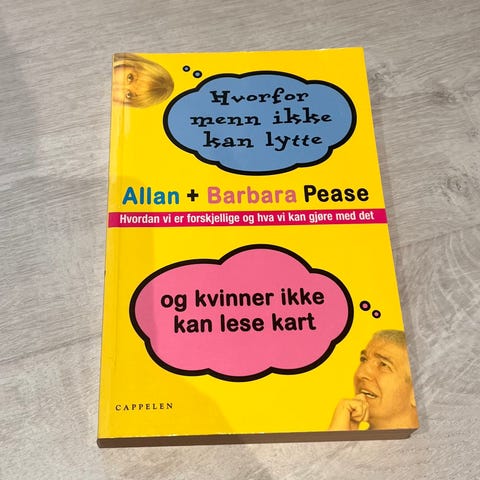 Hvorfor
menn ikke
kan lytte
Allan + Barbara Pease
Hvordan vi er forskjellige og hva vi kan gjøre med det
og kvinner ikke
kan lese kart
CAPPELEN